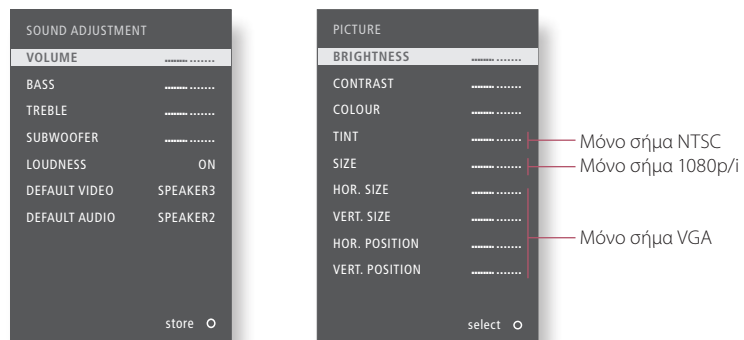 SOUND ADJUSTMENT
VOLUME
BASS
TREBLE
SUBWOOFER
LOUDNESS ON
DEFAULT VIDEO SPEAKER3
DEFAULT AUDIO SPEAKER2
store
PICTURE
BRIGHTNESS
CONTRAST
COLOUR
TINT
SIZE
HOR. SIZE
VERT. SIZE
HOR. POSITION
VERT. POSITION
select
Μόνο σήμα NTSC
Μόνο σήμα 1080p/i
Μόνο σήμα VGA